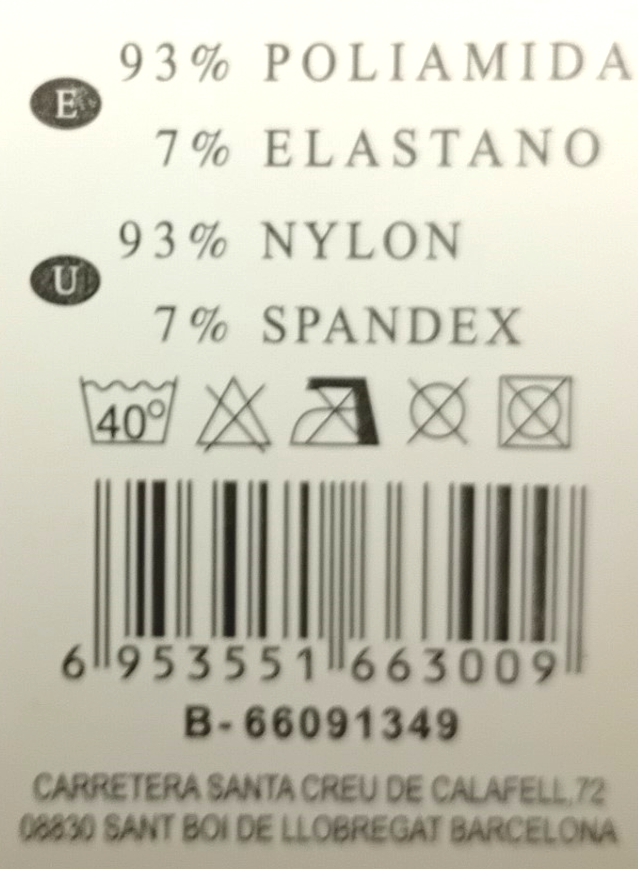 E 93% POLIAMIDA
7% ELASTANO
U 93% NYLON
7% SPANDEX
40°
6 953551 663009
B-66091349
CARRETERA SANTA CREU DE CALAFELL,72
08830 SANT BOI DE LLOBREGAT BARCELONA